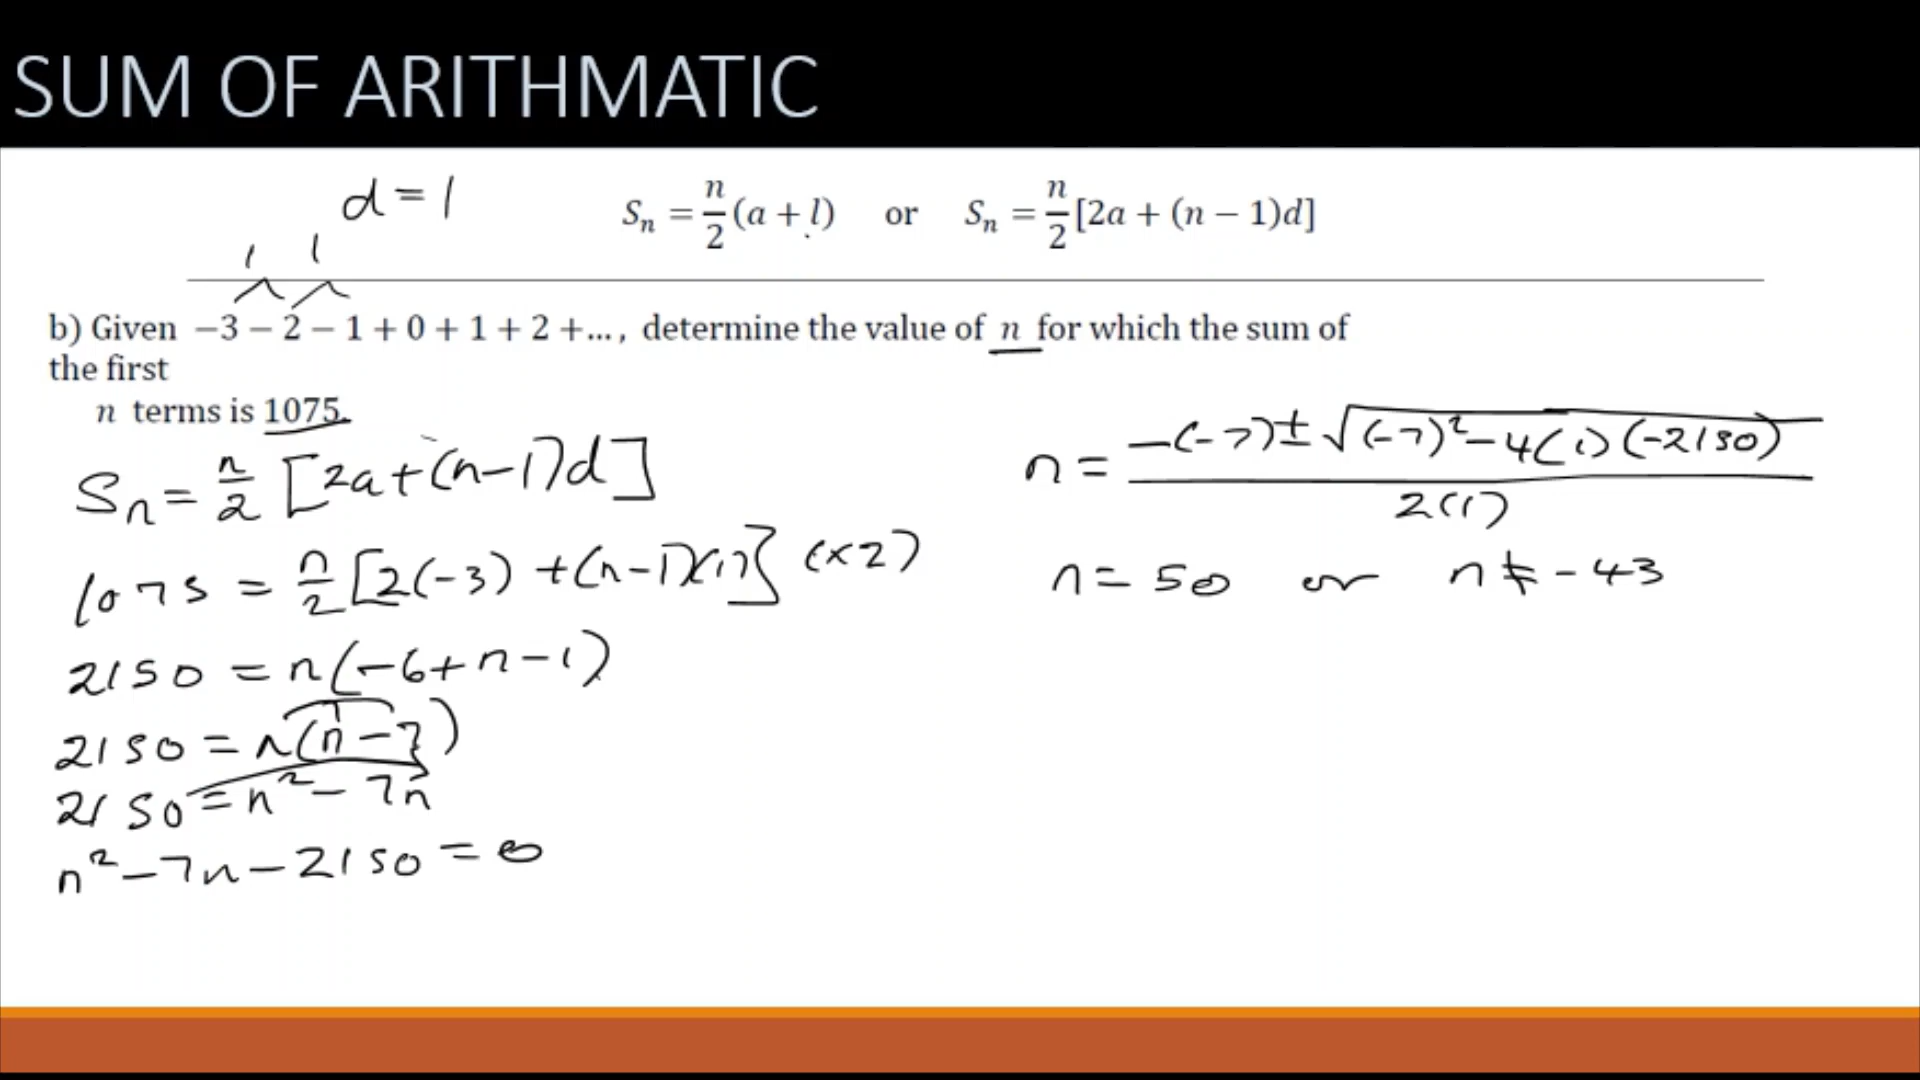 SUM OF ARITHMATIC
d = 1
S_n = n/2 (a + l) or S_n = n/2 [2a + (n − 1)d]
1 1
b) Given −3 − 2 − 1 + 0 + 1 + 2 +..., determine the value of n for which the sum of
the first
n terms is 1075.
S_n = n/2 [2a + (n−1)d]
1075 = n/2 [2(−3) + (n−1)(1)] (×2)
2150 = n(−6 + n − 1)
2150 = n(n − 7)
2150 = n² − 7n
n² − 7n − 2150 = 0
n = −(−7) ± √(−7)² − 4(1)(−2150) / 2(1)
n = 50 or n ≠ −43